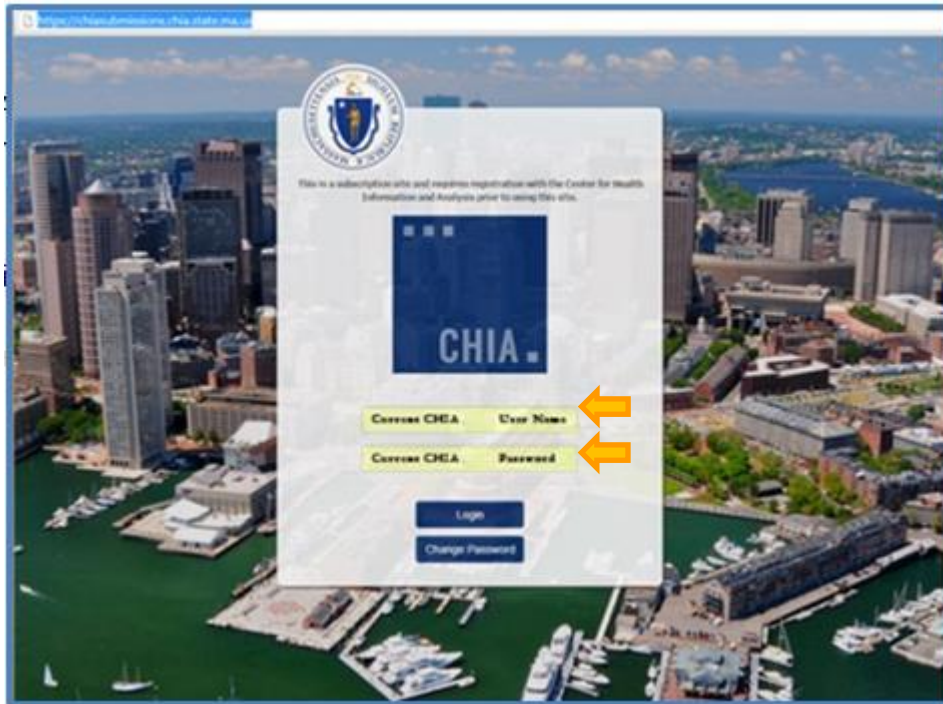 https://chiasubmissions.chia.state.ma.us
This is a subscription site and requires registration with the Center for Health
Information and Analysis prior to using this site.
CHIA.
Current CHIA User Name
Current CHIA Password
Login
Change Password